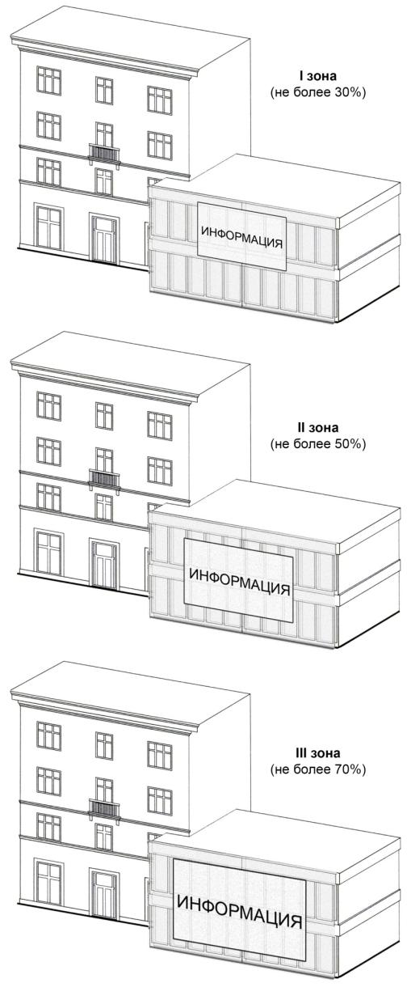 I зона
(не более 30%)
ИНФОРМАЦИЯ
II зона
(не более 50%)
ИНФОРМАЦИЯ
III зона
(не более 70%)
ИНФОРМАЦИЯ